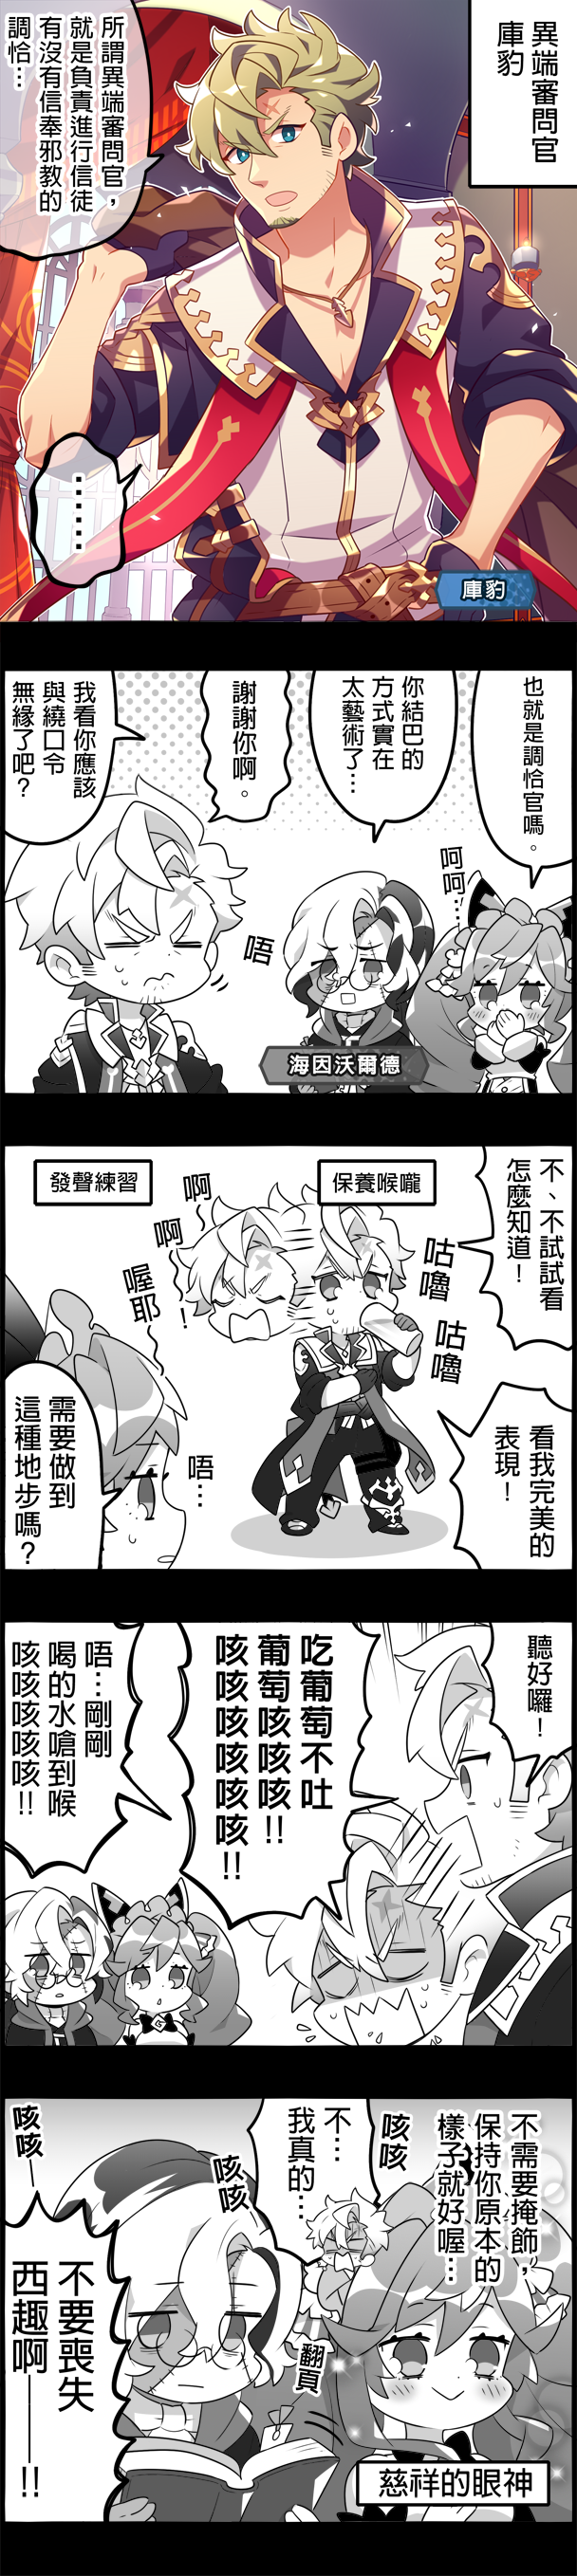 異端審問官
庫豹
所謂異端審問官，
就是負責進行信徒
有沒有信奉邪教的
調恰…
……
庫豹
也就是調恰官嗎。
呵呵…
你結巴的
方式實在
太藝術了…
謝謝你啊。
唔
我看你應該
與繞口令
無緣了吧？
海因沃爾德
不、不試試看
怎麼知道！
保養喉嚨
咕嚕
咕嚕
發聲練習
啊
啊
喔耶～！
看我完美的
表現！
唔…
需要做到
這種地步嗎？
聽好囉！
吃葡萄不吐
葡萄咳咳咳!!
咳咳咳咳咳咳!!
唔…剛剛
喝的水嗆到喉
咳咳咳咳咳!!
不需要掩飾，
保持你原本的
樣子就好喔…
咳咳
不…
我真的…
咳咳
咳咳—
翻頁
不要喪失
西趣啊——!!
慈祥的眼神